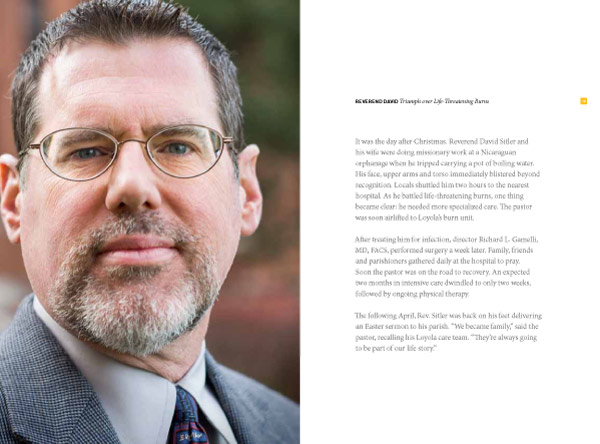 REVEREND DAVID Triumph over Life-Threatening Burns
It was the day after Christmas. Reverend David Sitler and
his wife were doing missionary work at a Nicaraguan
orphanage when he tripped carrying a pot of boiling water.
His face, upper arms and torso immediately blistered beyond
recognition. Locals shuttled him two hours to the nearest
hospital. As he battled life-threatening burns, one thing
became clear: he needed more specialized care. The pastor
was soon airlifted to Loyola's burn unit.
After treating him for infection, director Richard L. Gamelli,
MD, FACS, performed surgery a week later. Family, friends
and parishioners gathered daily at the hospital to pray.
Soon the pastor was on the road to recovery. An expected
two months in intensive care dwindled to only two weeks,
followed by ongoing physical therapy.
The following April, Rev. Sitler was back on his feet delivering
an Easter sermon to his parish. “We became family,” said the
pastor, recalling his Loyola care team. “They're always going
to be part of our life story.”